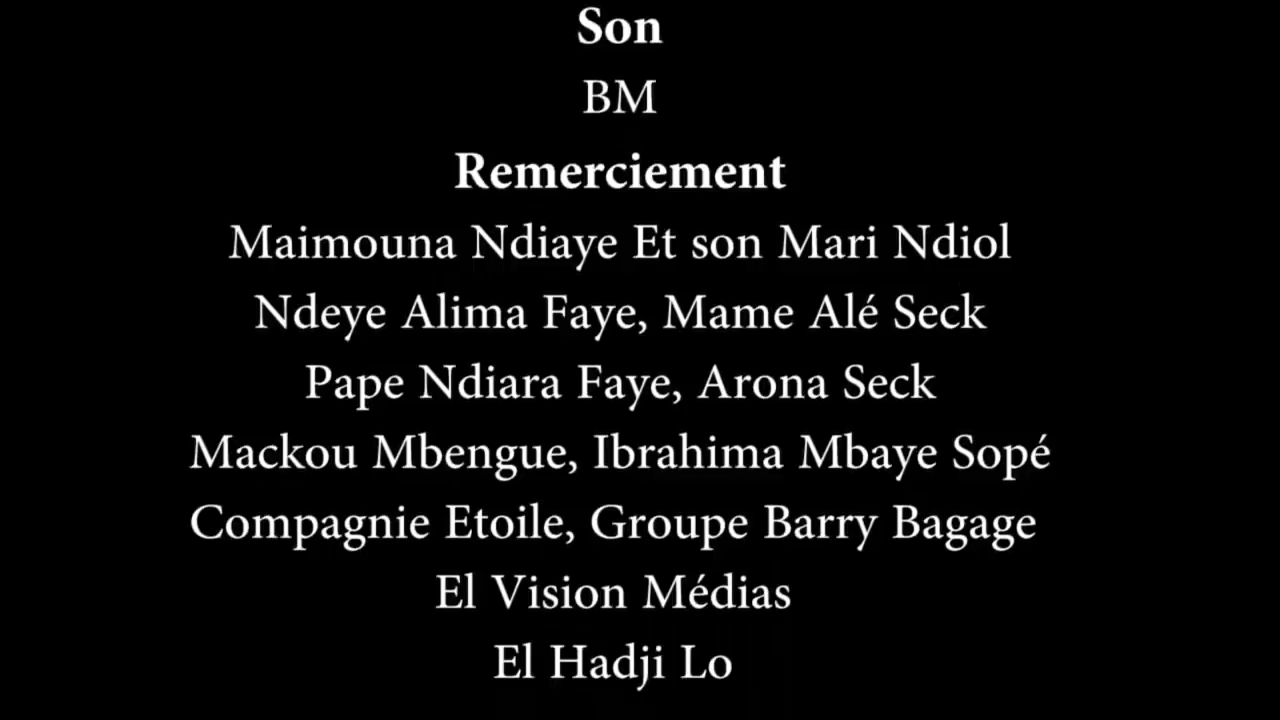 Son
BM
Remerciement
Maimouna Ndiaye Et son Mari Ndiol
Ndeye Alima Faye, Mame Alé Seck
Pape Ndiara Faye, Arona Seck
Mackou Mbengue, Ibrahima Mbaye Sopé
Compagnie Etoile, Groupe Barry Bagage
El Vision Médias
El Hadji Lo